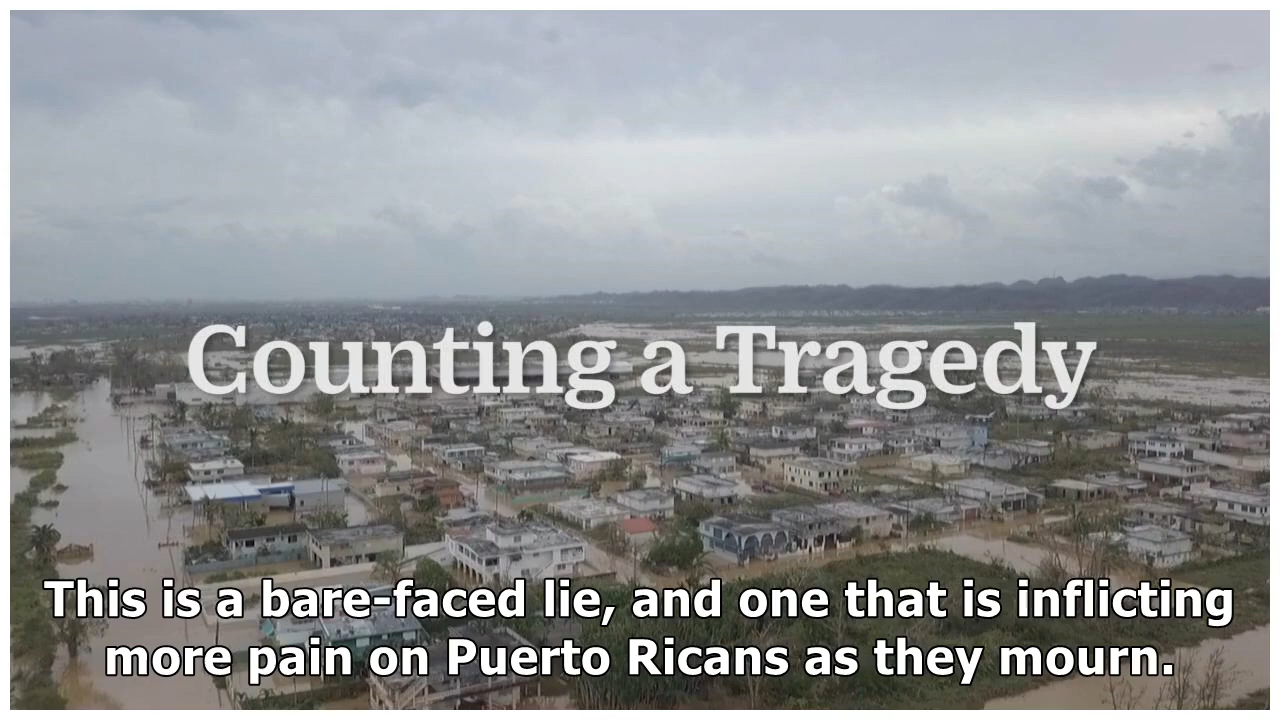 Counting a Tragedy
This is a bare-faced lie, and one that is inflicting
more pain on Puerto Ricans as they mourn.